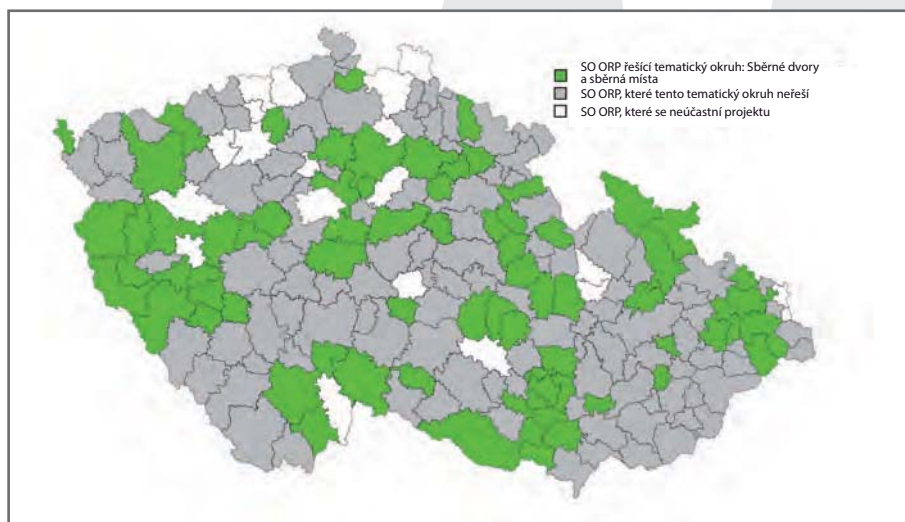 SO ORP řešící tematický okruh: Sběrné dvory
a sběrná místa
SO ORP, které tento tematický okruh neřeší
SO ORP, které se neúčastní projektu